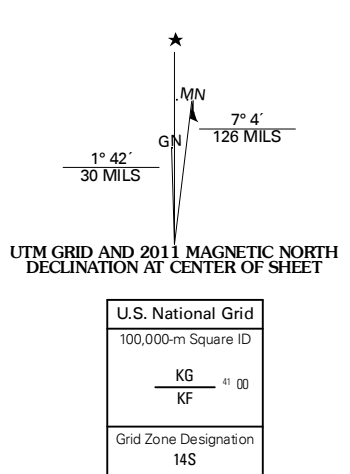 ★
MN
GN
7° 4´
126 MILS
1° 42´
30 MILS
UTM GRID AND 2011 MAGNETIC NORTH
DECLINATION AT CENTER OF SHEET
U.S. National Grid
100,000-m Square ID
KG
41 00
KF
Grid Zone Designation
14S